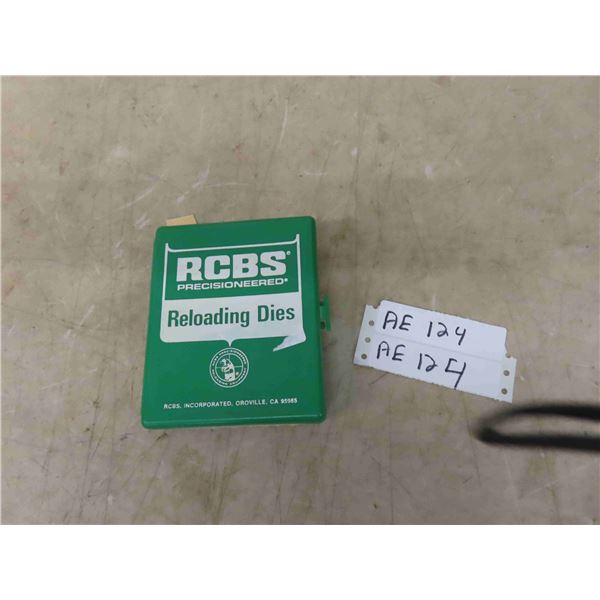 RCBS®
PRECISIONEERED®
Reloading Dies
RCBS, INCORPORATED, OROVILLE, CA 95965
AE 124
AE 124